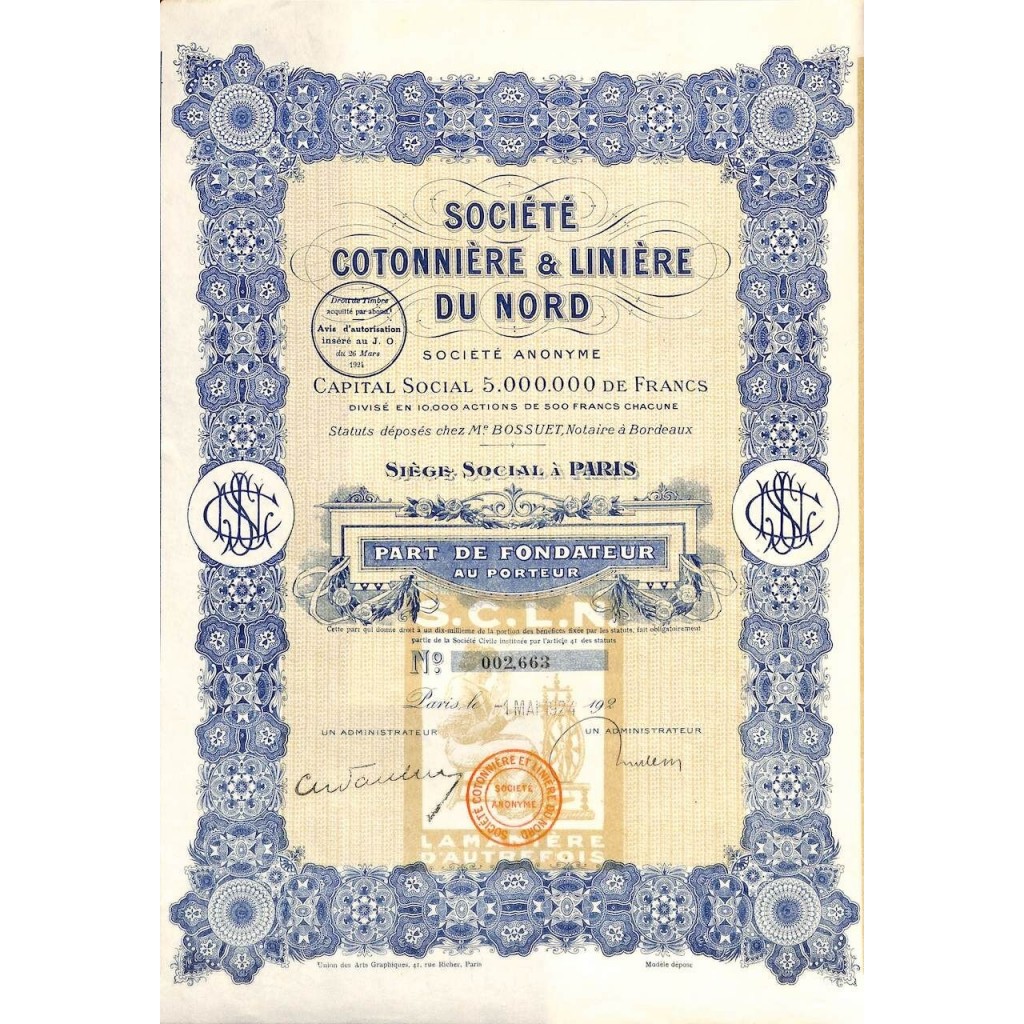 SOCIÉTÉ
COTONNIÈRE & LINIÈRE
DU NORD
Droit de Timbre
acquitté par abon.t
Avis d'autorisation
inséré au J. O.
du 26 Mars
1924
SOCIÉTÉ ANONYME
CAPITAL SOCIAL 5.000.000 DE FRANCS
DIVISÉ EN 10,000 ACTIONS DE 500 FRANCS CHACUNE
Statuts déposés chez Me BOSSUET, Notaire à Bordeaux
SIÈGE SOCIAL À PARIS
PART DE FONDATEUR
AU PORTEUR
S.C.L.N
Cette part qui donne droit à un dix-millième de la portion des bénéfices fixée par les statuts, fait obligatoirement
partie de la Société Civile instituée par l'article 41 des statuts
No 002,663
Paris, le -1 MAI 1924 192
UN ADMINISTRATEUR
UN ADMINISTRATEUR
SOCIÉTÉ COTONNIÈRE ET LINIÈRE DU NORD
SOCIÉTÉ
ANONYME
LA MANIÈRE
D'AUTREFOIS
Union des Arts Graphiques, 41, rue Richer, Paris
Modèle déposé